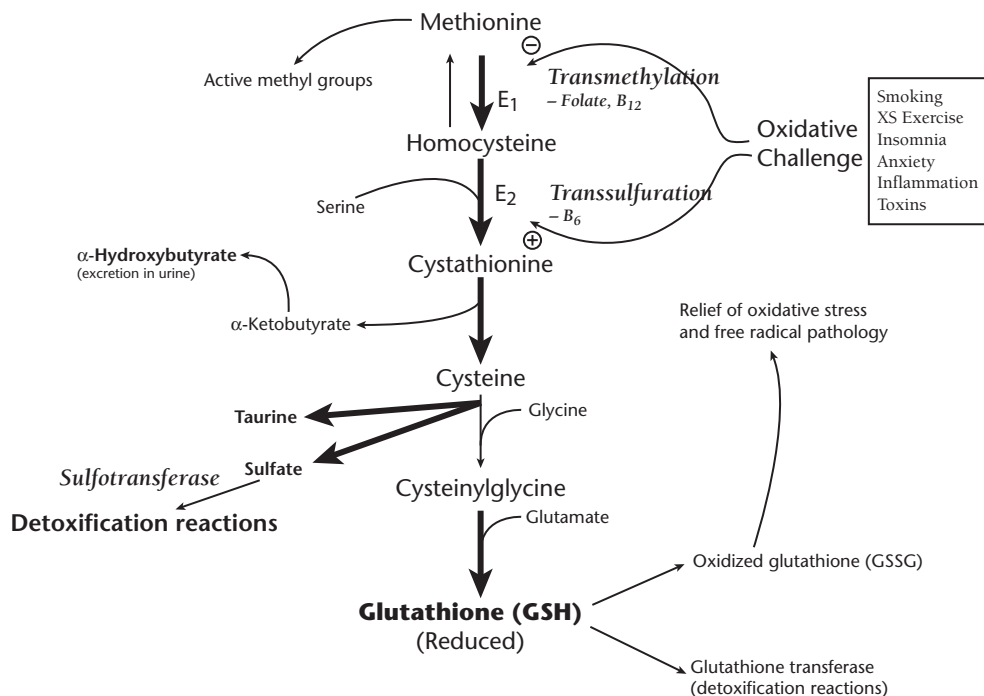 Methionine
Active methyl groups
−
Transmethylation
– Folate, B12
E1
Homocysteine
Oxidative
Challenge
Smoking
XS Exercise
Insomnia
Anxiety
Inflammation
Toxins
Serine
E2
Transsulfuration
– B6
+
Cystathionine
α-Hydroxybutyrate
(excretion in urine)
α-Ketobutyrate
Relief of oxidative stress
and free radical pathology
Cysteine
Taurine
Glycine
Sulfotransferase
Sulfate
Cysteinylglycine
Detoxification reactions
Glutamate
Oxidized glutathione (GSSG)
Glutathione (GSH)
(Reduced)
Glutathione transferase
(detoxification reactions)